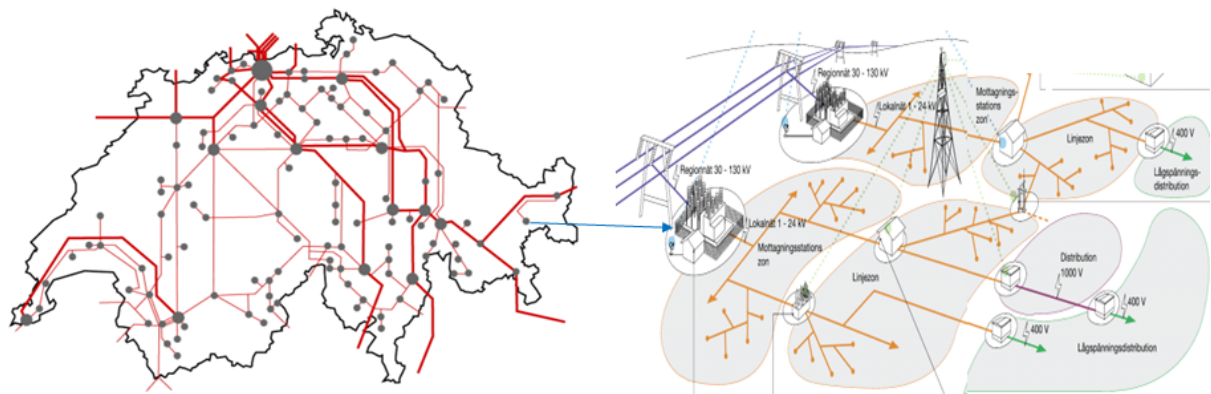 Regionnät 30 - 130 kV
Lokalnät 1 - 24 kV
Mottagnings-
stations
zon
Linjezon
400 V
Lågspännings-
distribution
Regionnät 30 - 130 kV
Lokalnät 1 - 24 kV
Mottagningsstations
zon
Linjezon
Distribution
1000 V
400 V
400 V
Lågspänningsdistribution